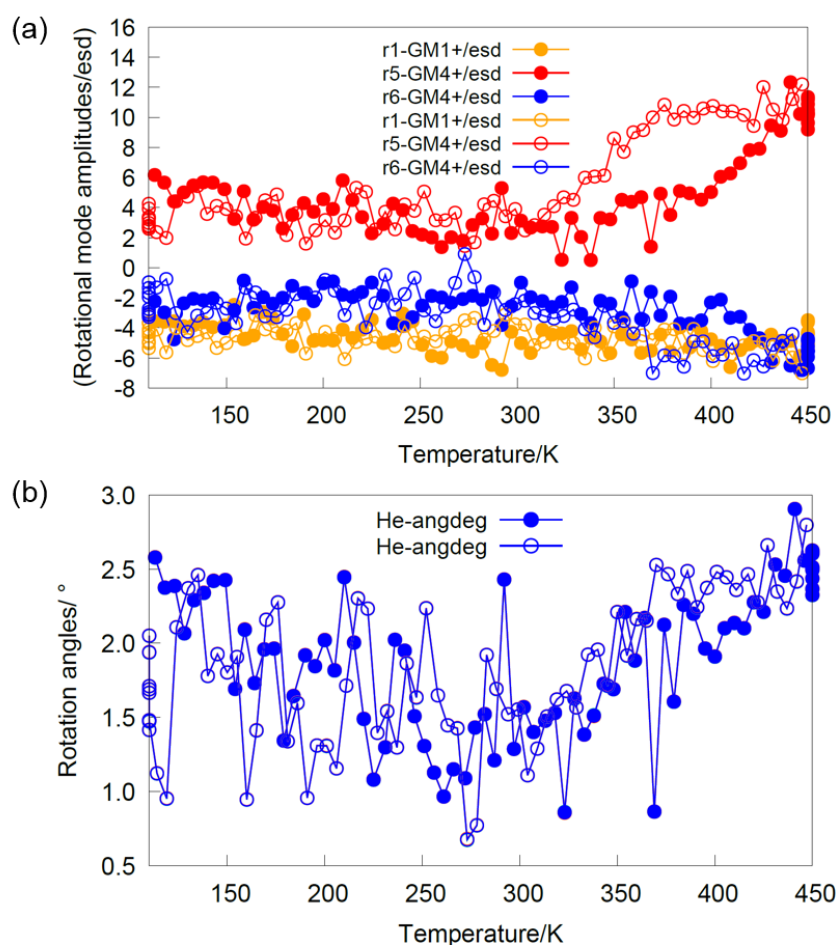 (a)
(Rotational mode amplitudes/esd)
16
14
12
10
8
6
4
2
0
-2
-4
-6
-8
r1-GM1+/esd
r5-GM4+/esd
r6-GM4+/esd
r1-GM1+/esd
r5-GM4+/esd
r6-GM4+/esd
150 200 250 300 350 400 450
Temperature/K
(b)
Rotation angles/ °
3.0
2.5
2.0
1.5
1.0
0.5
He-angdeg
He-angdeg
150 200 250 300 350 400 450
Temperature/K